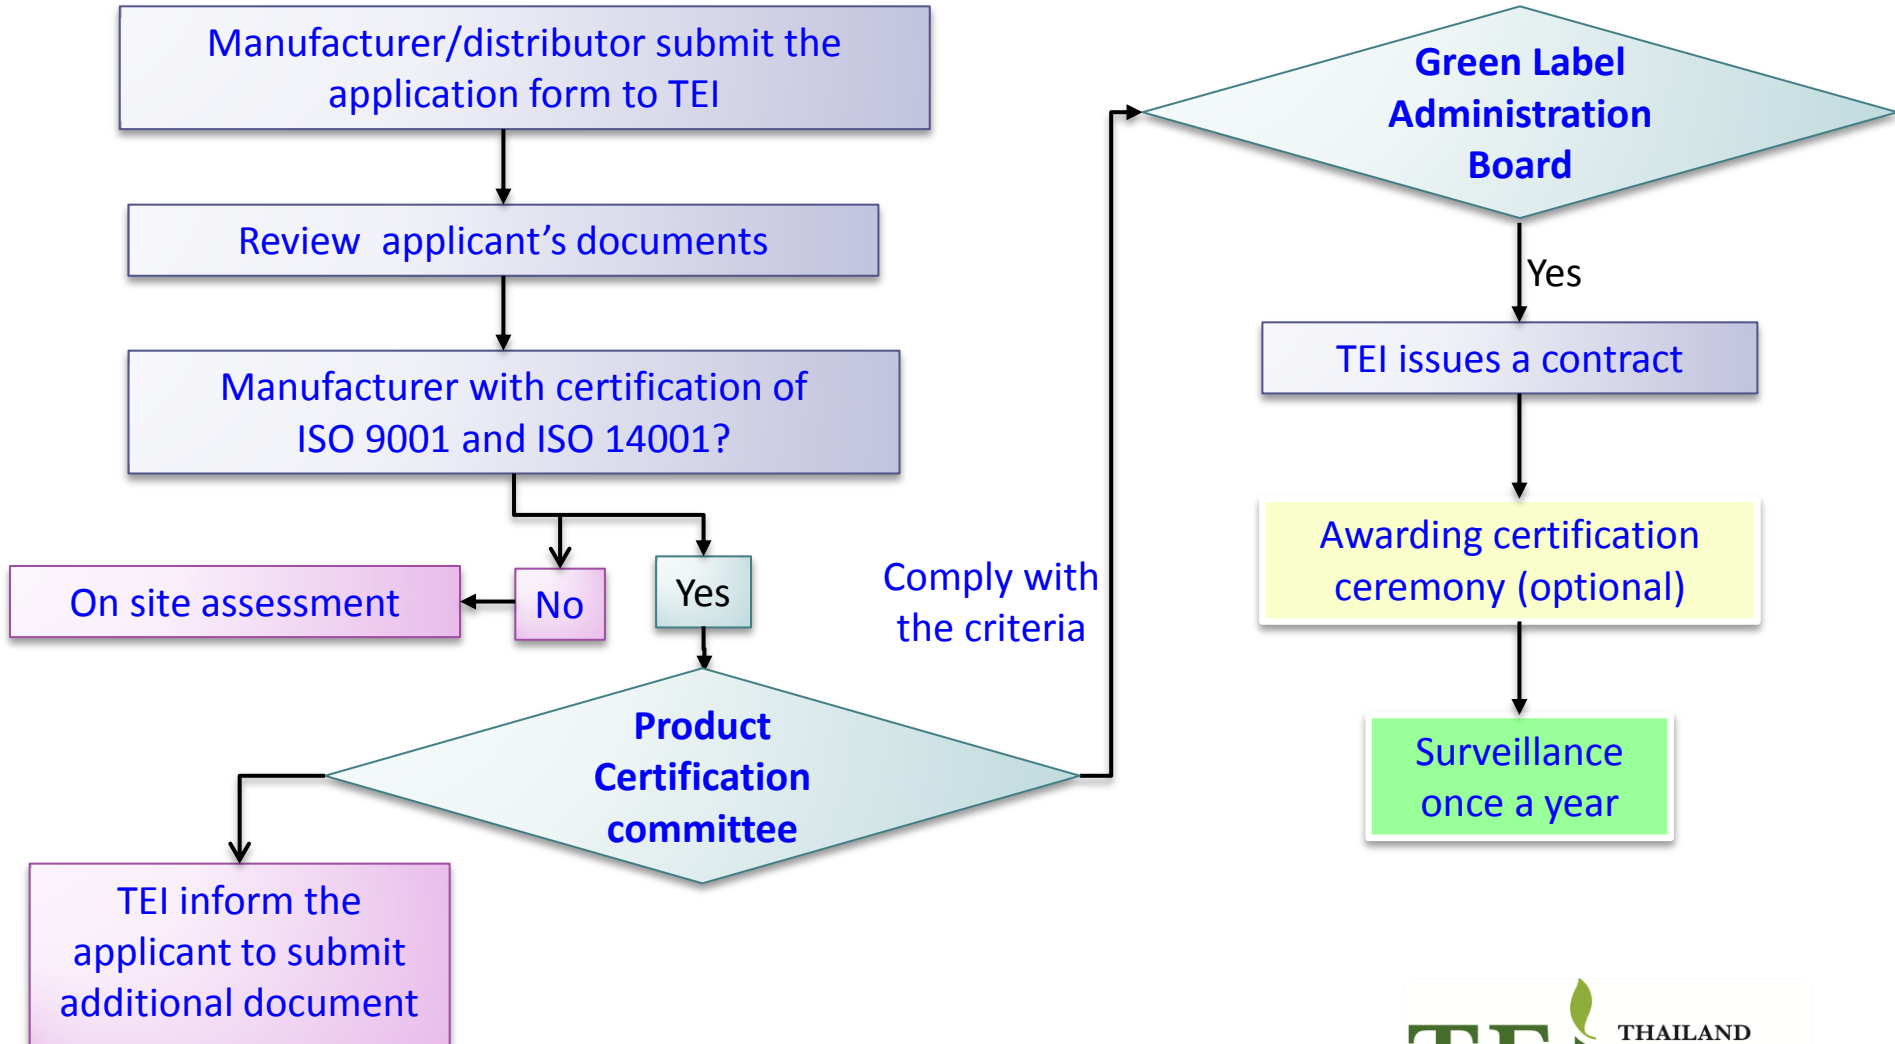 Manufacturer/distributor submit the
application form to TEI
Review  applicant's documents
Manufacturer with certification of
ISO 9001 and ISO 14001?
On site assessment
No
Yes
Product
Certification
committee
TEI inform the
applicant to submit
additional document
Comply with
the criteria
Green Label
Administration
Board
Yes
TEI issues a contract
Awarding certification
ceremony (optional)
Surveillance
once a year
THAILAND